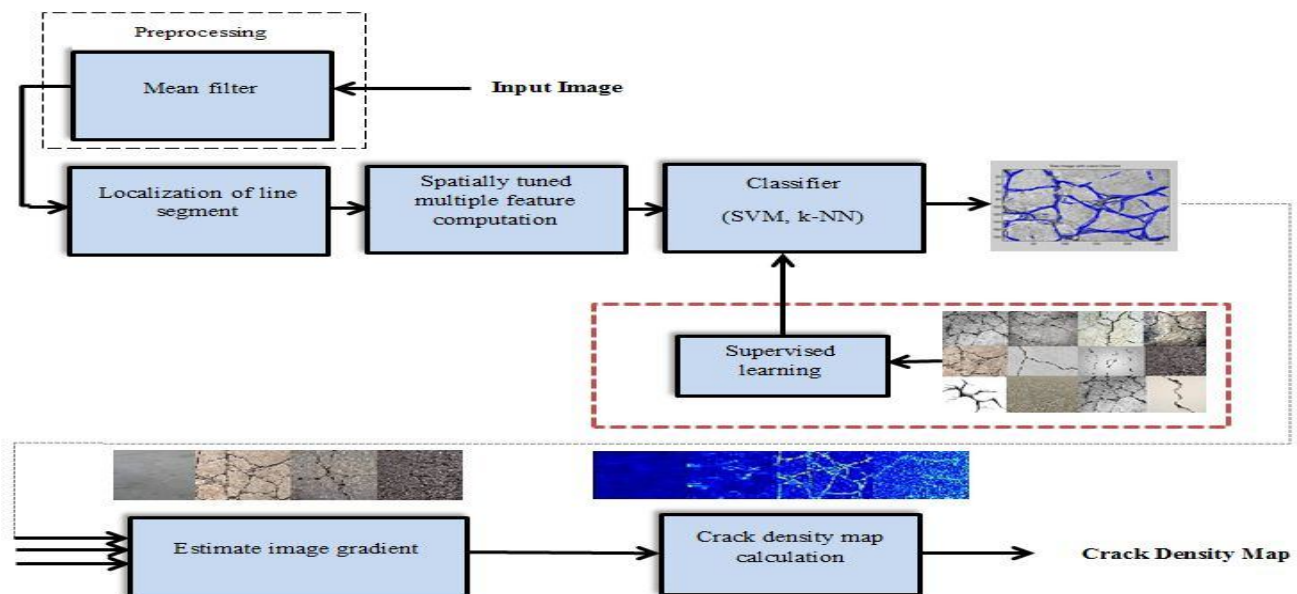 Preprocessing
Mean filter
Input Image
Localization of line
segment
Spatially tuned
multiple feature
computation
Classifier
(SVM, k-NN)
Supervised
learning
Estimate image gradient
Crack density map
calculation
Crack Density Map